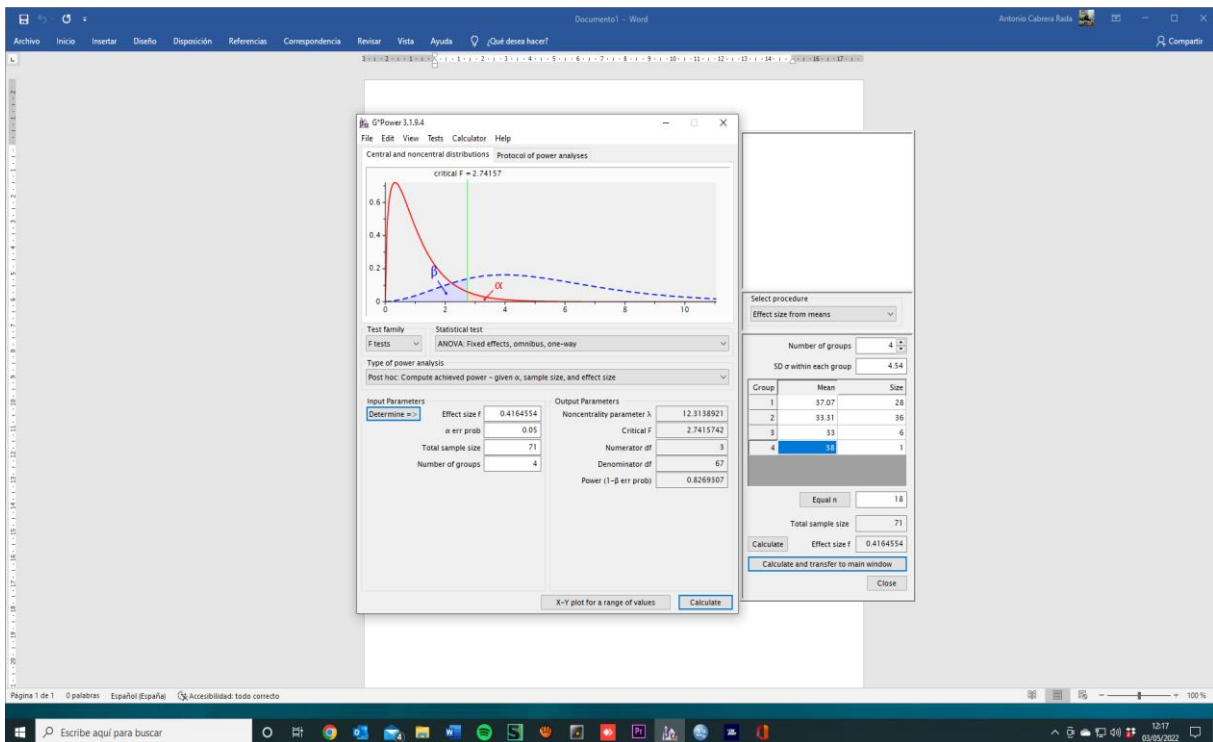 Documento1 - Word
Antonio Cabrera Rada
Archivo Inicio Insertar Diseño Disposición Referencias Correspondencia Revisar Vista Ayuda ¿Qué desea hacer?
Compartir
G*Power 3.1.9.4
File Edit View Tests Calculator Help
Central and noncentral distributions Protocol of power analyses
critical F = 2.74157
0.6
0.4
0.2
0
β
α
0 2 4 6 8 10
Test family Statistical test
F tests ANOVA: Fixed effects, omnibus, one-way
Type of power analysis
Post hoc: Compute achieved power - given α, sample size, and effect size
Input Parameters
Determine => Effect size f 0.4164554
α err prob 0.05
Total sample size 71
Number of groups 4
Output Parameters
Noncentrality parameter λ 12.3138921
Critical F 2.7415742
Numerator df 3
Denominator df 67
Power (1-β err prob) 0.8269307
X-Y plot for a range of values Calculate
Select procedure
Effect size from means
Number of groups 4
SD σ within each group 4.54
Group Mean Size
1 37.07 28
2 33.31 36
3 33 6
4 38 1
Equal n 18
Total sample size 71
Calculate Effect size f 0.4164554
Calculate and transfer to main window
Close
Página 1 de 1 0 palabras Español (España) Accesibilidad: todo correcto
100 %
Escribe aquí para buscar
12:17
03/05/2022